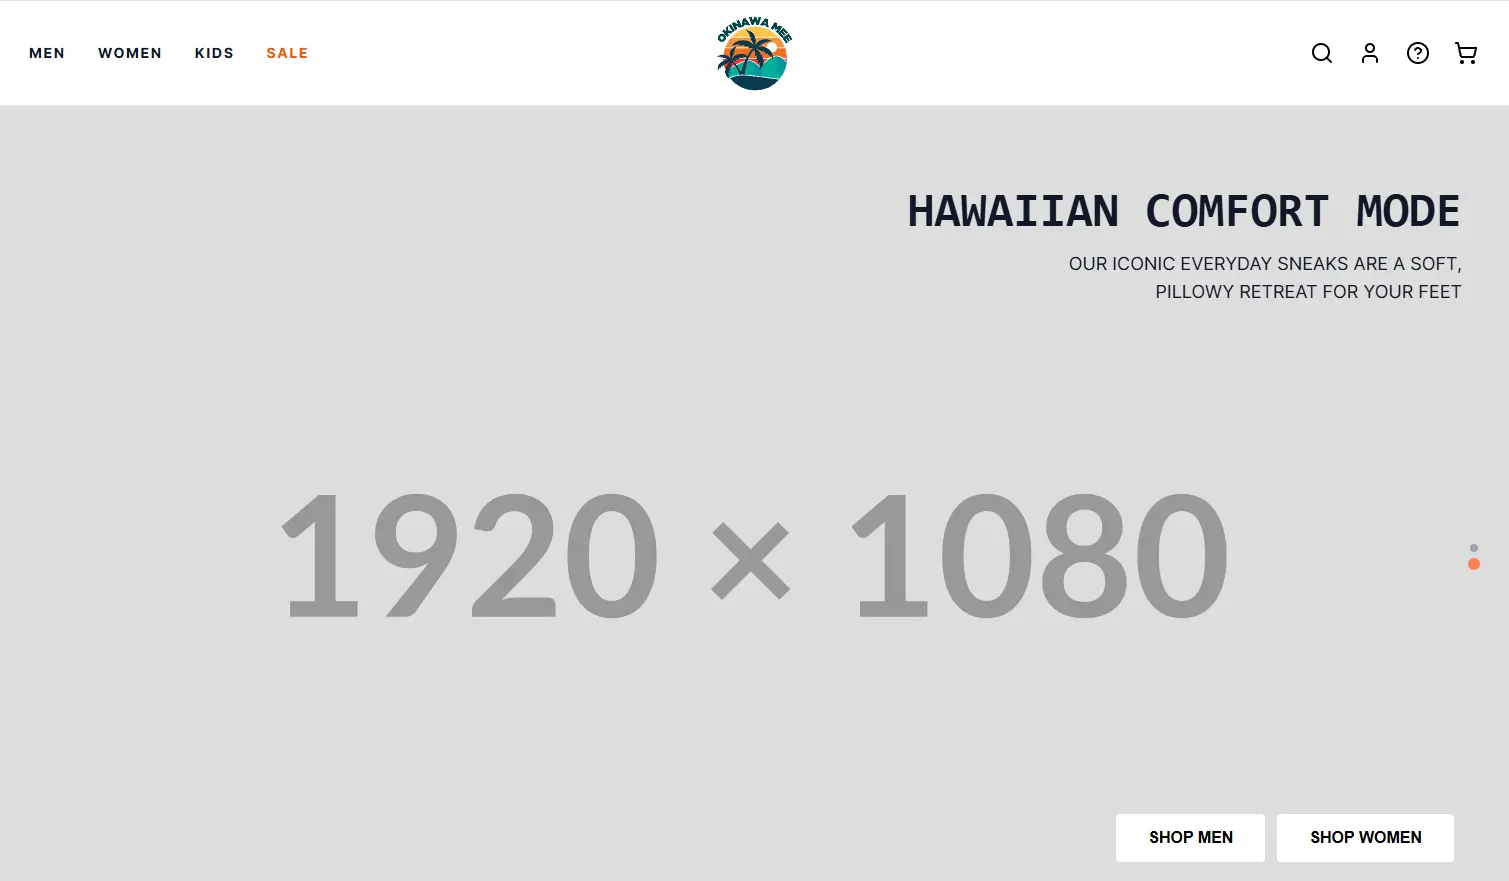 MEN
WOMEN
KIDS
SALE
OKINAWA MEE
HAWAIIAN COMFORT MODE
OUR ICONIC EVERYDAY SNEAKS ARE A SOFT,
PILLOWY RETREAT FOR YOUR FEET
1920 × 1080
SHOP MEN
SHOP WOMEN